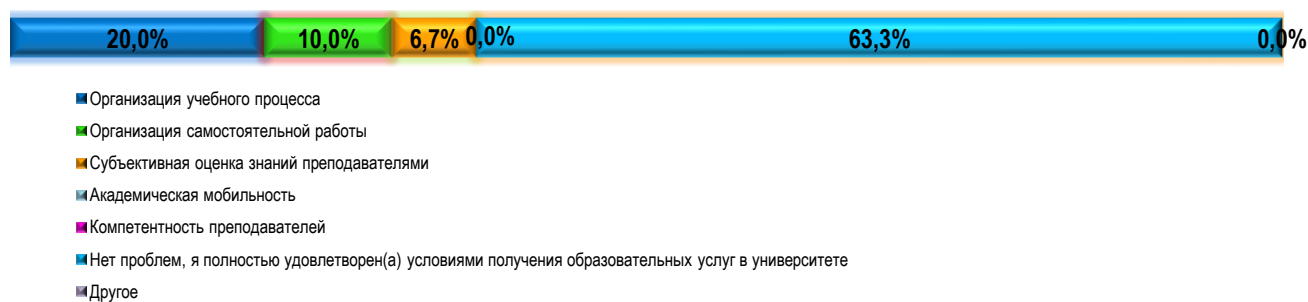 20,0% 10,0% 6,7% 0,0% 63,3% 0,0%
Организация учебного процесса
Организация самостоятельной работы
Субъективная оценка знаний преподавателями
Академическая мобильность
Компетентность преподавателей
Нет проблем, я полностью удовлетворен(а) условиями получения образовательных услуг в университете
Другое